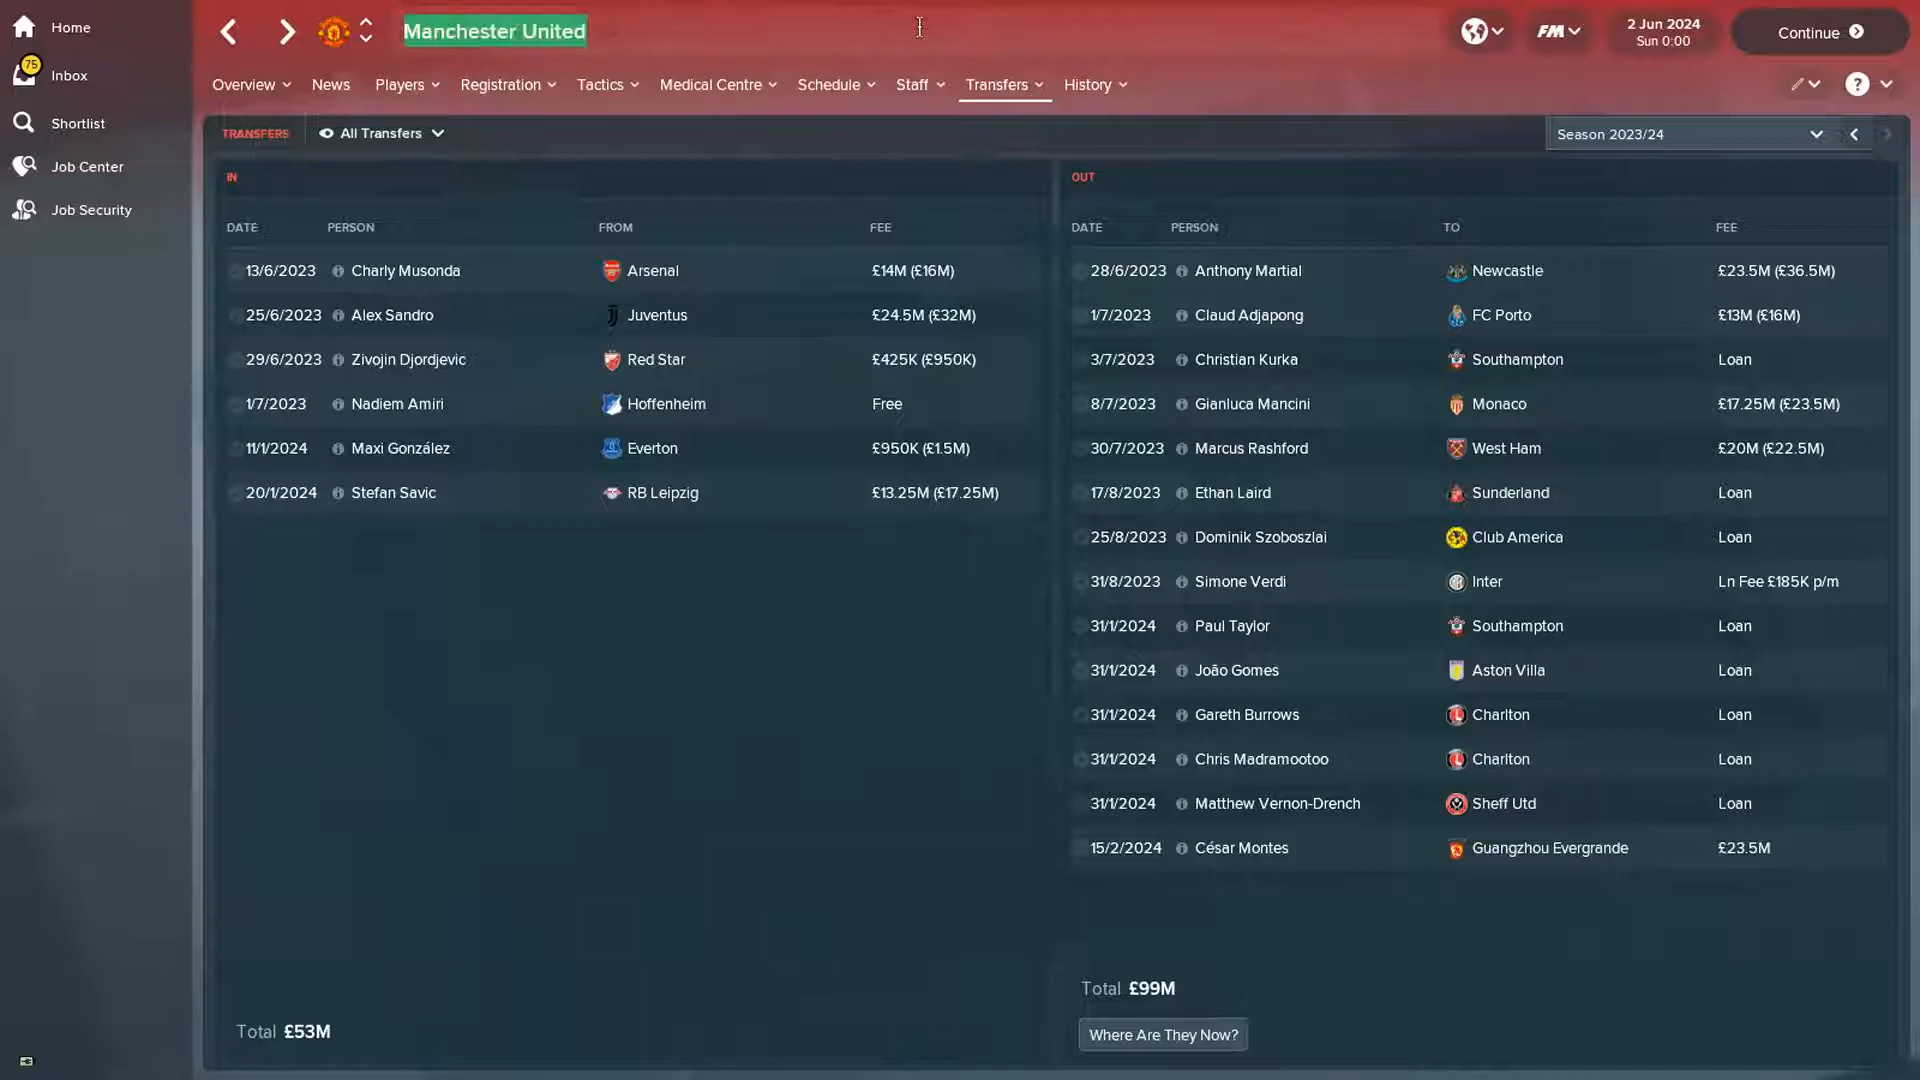 Home
75
Inbox
Shortlist
Job Center
Job Security
Manchester United
FM
2 Jun 2024
Sun 0:00
Continue
Overview News Players Registration Tactics Medical Centre Schedule Staff Transfers History
?
TRANSFERS All Transfers
Season 2023/24
IN
DATE PERSON FROM FEE
13/6/2023 Charly Musonda Arsenal £14M (£16M)
25/6/2023 Alex Sandro Juventus £24.5M (£32M)
29/6/2023 Zivojin Djordjevic Red Star £425K (£950K)
1/7/2023 Nadiem Amiri Hoffenheim Free
11/1/2024 Maxi González Everton £950K (£1.5M)
20/1/2024 Stefan Savic RB Leipzig £13.25M (£17.25M)
Total £53M
OUT
DATE PERSON TO FEE
28/6/2023 Anthony Martial Newcastle £23.5M (£36.5M)
1/7/2023 Claud Adjapong FC Porto £13M (£16M)
3/7/2023 Christian Kurka Southampton Loan
8/7/2023 Gianluca Mancini Monaco £17.25M (£23.5M)
30/7/2023 Marcus Rashford West Ham £20M (£22.5M)
17/8/2023 Ethan Laird Sunderland Loan
25/8/2023 Dominik Szoboszlai Club America Loan
31/8/2023 Simone Verdi Inter Ln Fee £185K p/m
31/1/2024 Paul Taylor Southampton Loan
31/1/2024 João Gomes Aston Villa Loan
31/1/2024 Gareth Burrows Charlton Loan
31/1/2024 Chris Madramootoo Charlton Loan
31/1/2024 Matthew Vernon-Drench Sheff Utd Loan
15/2/2024 César Montes Guangzhou Evergrande £23.5M
Total £99M
Where Are They Now?